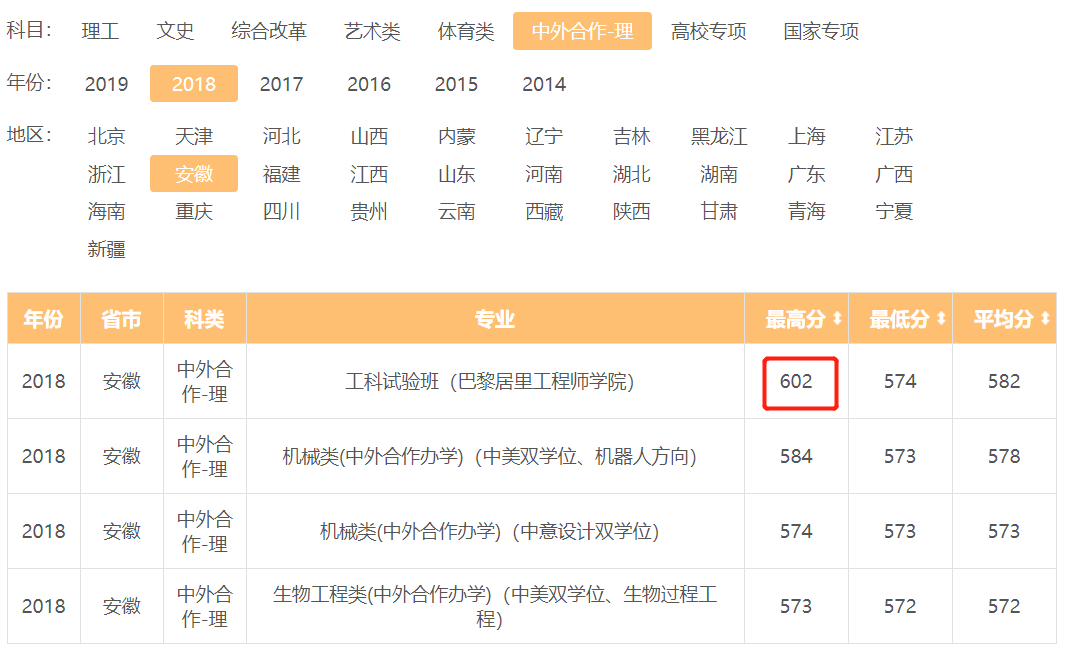 科目: 理工 文史 综合改革 艺术类 体育类 中外合作-理 高校专项 国家专项
年份: 2019 2018 2017 2016 2015 2014
地区: 北京 天津 河北 山西 内蒙 辽宁 吉林 黑龙江 上海 江苏
浙江 安徽 福建 江西 山东 河南 湖北 湖南 广东 广西
海南 重庆 四川 贵州 云南 西藏 陕西 甘肃 青海 宁夏
新疆
年份 省市 科类 专业 最高分 最低分 平均分
2018 安徽 中外合作-理 工科试验班（巴黎居里工程师学院） 602 574 582
2018 安徽 中外合作-理 机械类(中外合作办学)（中美双学位、机器人方向） 584 573 578
2018 安徽 中外合作-理 机械类(中外合作办学)（中意设计双学位） 574 573 573
2018 安徽 中外合作-理 生物工程类(中外合作办学)（中美双学位、生物过程工程） 573 572 572